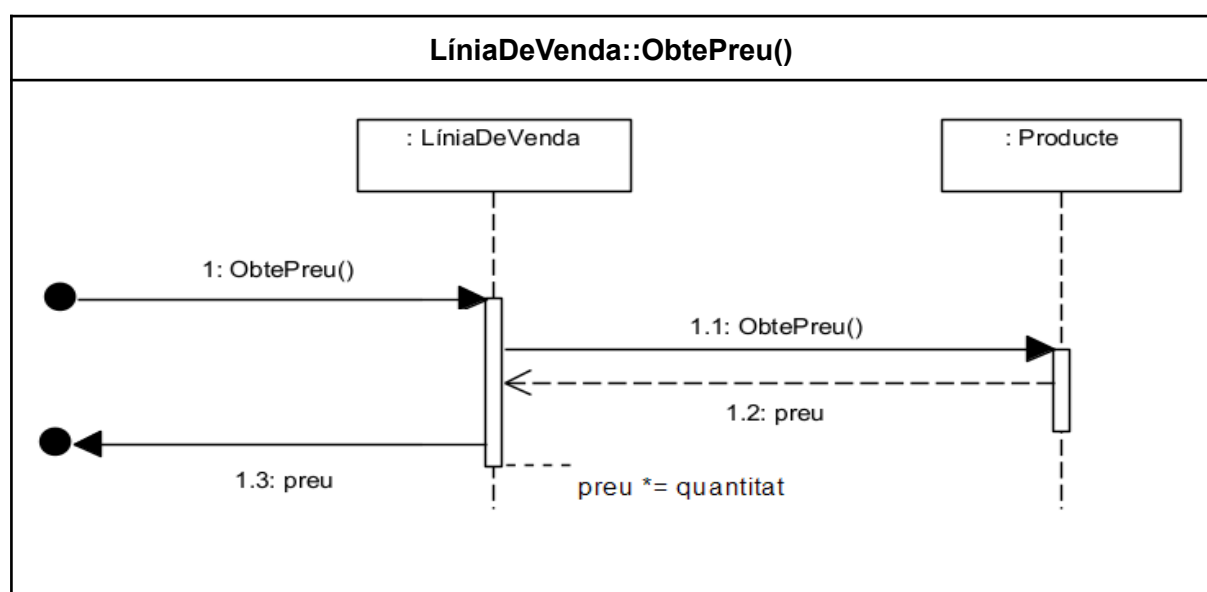 LíniaDeVenda::ObtePreu()
: LíniaDeVenda
: Producte
1: ObtePreu()
1.1: ObtePreu()
1.2: preu
1.3: preu
preu *= quantitat